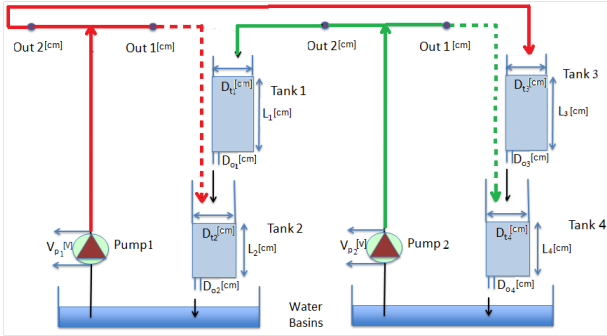 Out 2[cm]
Out 1[cm]
Out 2[cm]
Out 1[cm]
Dt1[cm]
Tank 1
L1[cm]
Dt3[cm]
Tank 3
L3[cm]
Do1[cm]
Do3[cm]
Vp1[V]
Pump1
Dt2[cm]
Tank 2
L2[cm]
Do2[cm]
Vp2[V]
Pump 2
Dt4[cm]
Tank 4
L4[cm]
Do4[cm]
Water
Basins